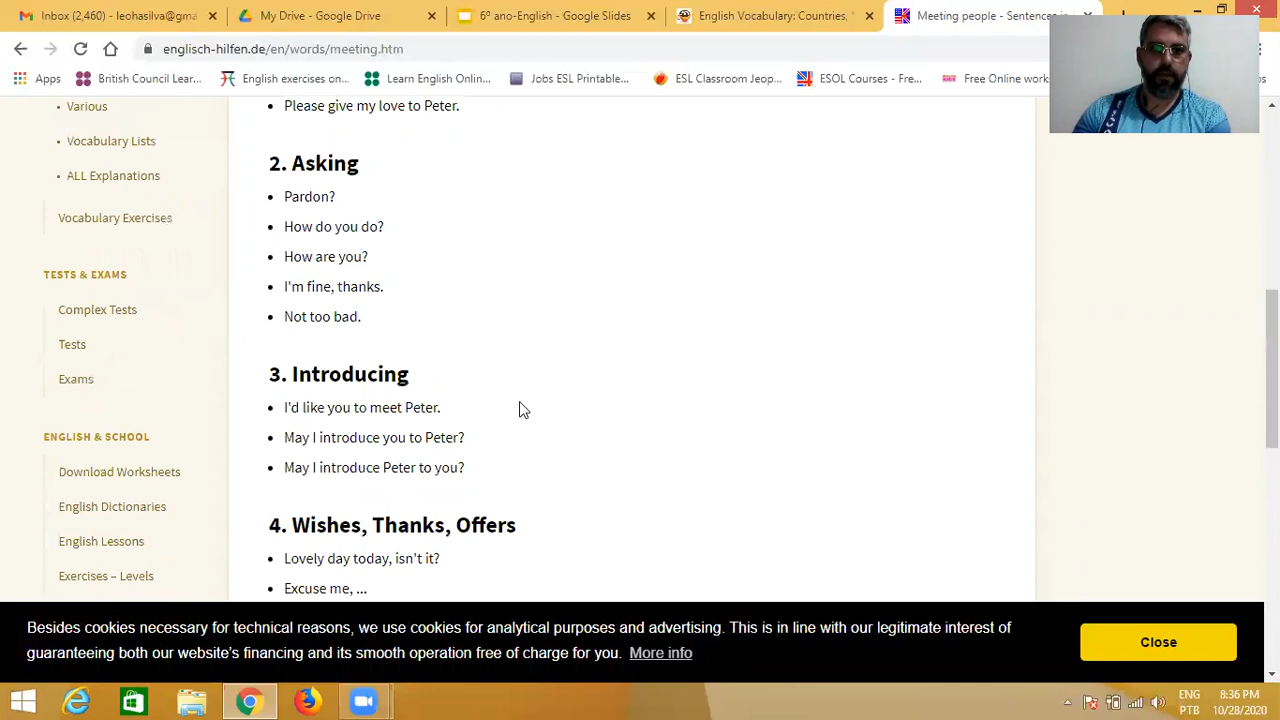 Inbox (2,460) - leohasilva@gma
My Drive - Google Drive
6º ano-English - Google Slides
English Vocabulary: Countries,
Meeting people - Sentences in
englisch-hilfen.de/en/words/meeting.htm
Apps
British Council Lear...
English exercises on...
Learn English Onlin...
Jobs ESL Printable...
ESL Classroom Jeop...
ESOL Courses - Fre...
Free Online work
Various
Vocabulary Lists
ALL Explanations
Vocabulary Exercises
TESTS & EXAMS
Complex Tests
Tests
Exams
ENGLISH & SCHOOL
Download Worksheets
English Dictionaries
English Lessons
Exercises – Levels
Please give my love to Peter.
2. Asking
Pardon?
How do you do?
How are you?
I'm fine, thanks.
Not too bad.
3. Introducing
I'd like you to meet Peter.
May I introduce you to Peter?
May I introduce Peter to you?
4. Wishes, Thanks, Offers
Lovely day today, isn't it?
Excuse me, ...
Besides cookies necessary for technical reasons, we use cookies for analytical purposes and advertising. This is in line with our legitimate interest of
guaranteeing both our website's financing and its smooth operation free of charge for you. More info
Close
ENG
PTB
8:36 PM
10/28/2020